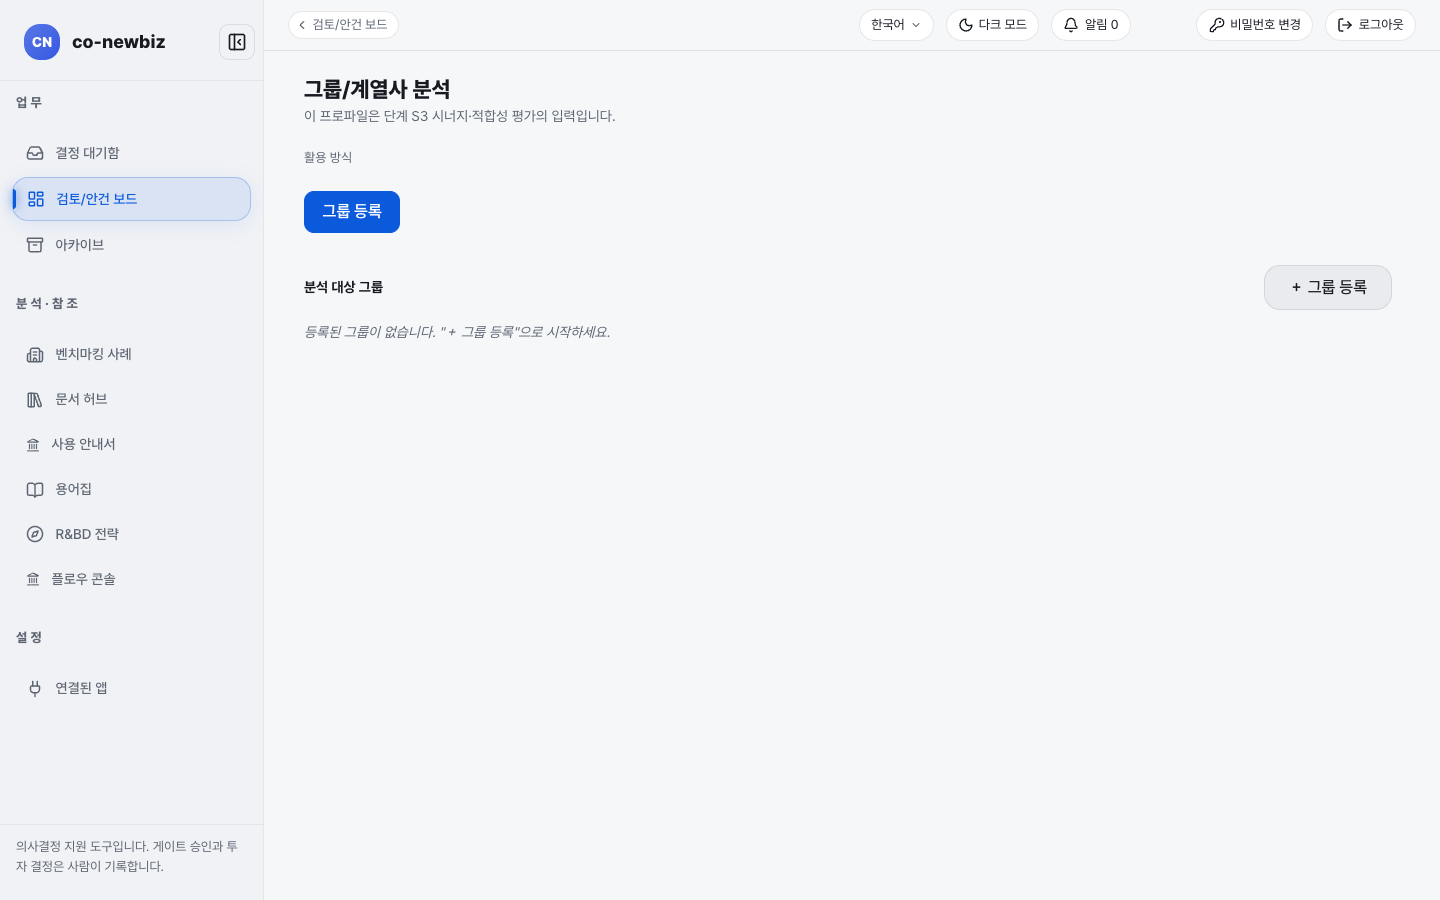 CN
co-newbiz
업무
결정 대기함
검토/안건 보드
아카이브
분석·참조
벤치마킹 사례
문서 허브
사용 안내서
용어집
R&BD 전략
플로우 콘솔
설정
연결된 앱
의사결정 지원 도구입니다. 게이트 승인과 투
자 결정은 사람이 기록합니다.
검토/안건 보드
한국어
다크 모드
알림 0
비밀번호 변경
로그아웃
그룹/계열사 분석
이 프로파일은 단계 S3 시너지·적합성 평가의 입력입니다.
활용 방식
그룹 등록
분석 대상 그룹
+ 그룹 등록
등록된 그룹이 없습니다. "+ 그룹 등록"으로 시작하세요.